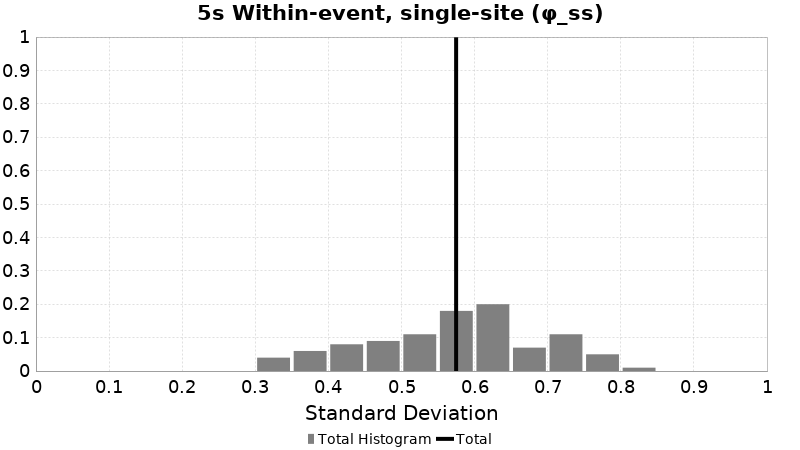 5s Within-event, single-site (φ_ss)
1
0.9
0.8
0.7
0.6
0.5
0.4
0.3
0.2
0.1
0
0 0.1 0.2 0.3 0.4 0.5 0.6 0.7 0.8 0.9 1
Standard Deviation
Total Histogram Total